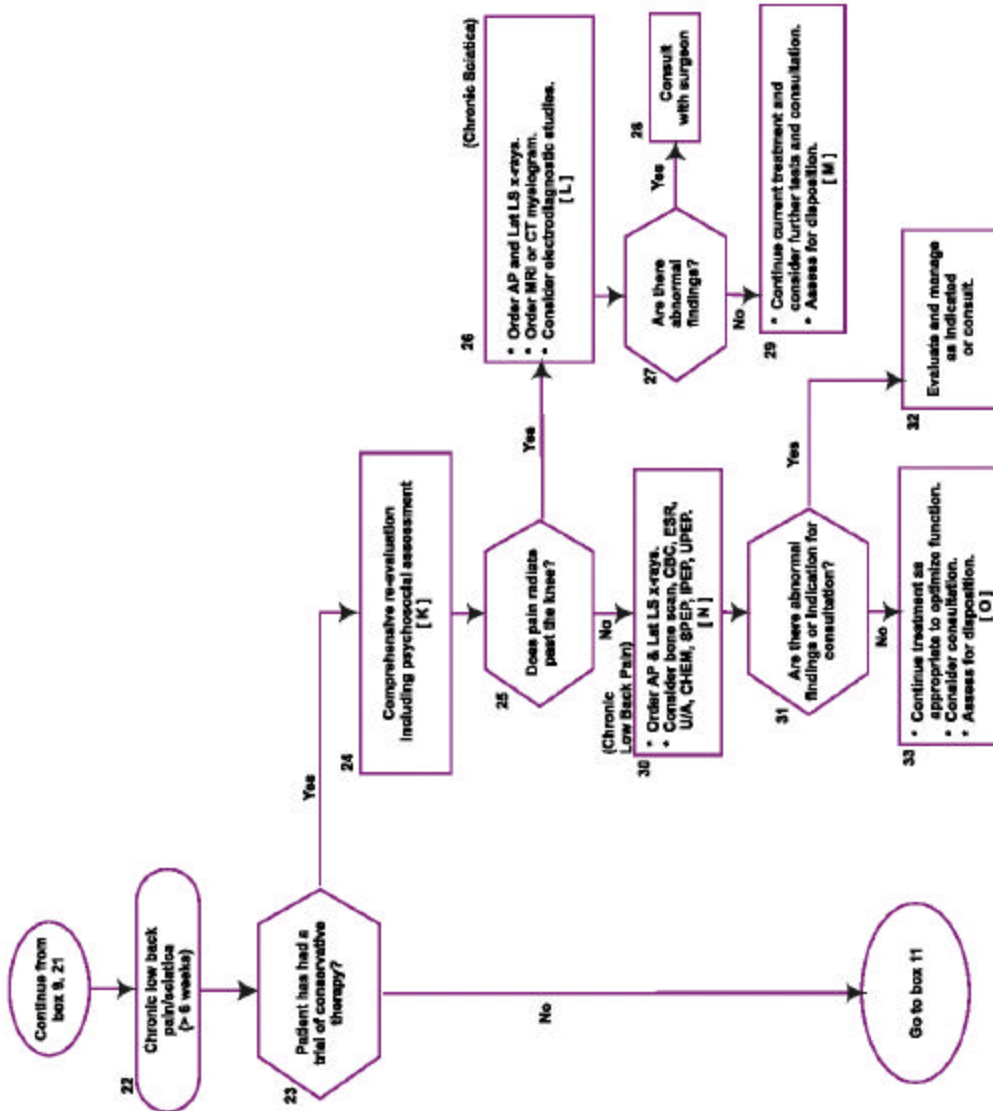 Continue from
box 9, 21
22
Chronic low back
pain/sciatica
(> 6 weeks)
23
Patient has had a
trial of conservative
therapy?
Yes
No
Go to box 11
24
Comprehensive re-evaluation
including psychosocial assessment
[ K ]
25
Does pain radiate
past the knee?
Yes
No
(Chronic Sciatica)
26
* Order AP and Lat LS x-rays.
* Order MRI or CT myelogram.
* Consider electrodiagnostic studies.
[ L ]
27
Are there
abnormal
findings?
Yes
28
Consult
with surgeon
No
29
* Continue current treatment and
consider further tests and consultation.
* Assess for disposition.
[ M ]
(Chronic
Low Back Pain)
30
* Order AP & Lat LS x-rays.
* Consider bone scan, CBC, ESR,
U/A, CHEM, SPEP, IPEP, UPEP.
[ N ]
31
Are there abnormal
findings or indication for
consultation?
Yes
32
Evaluate and manage
as indicated
or consult.
No
33
* Continue treatment as
appropriate to optimize function.
* Consider consultation.
* Assess for disposition.
[ O ]